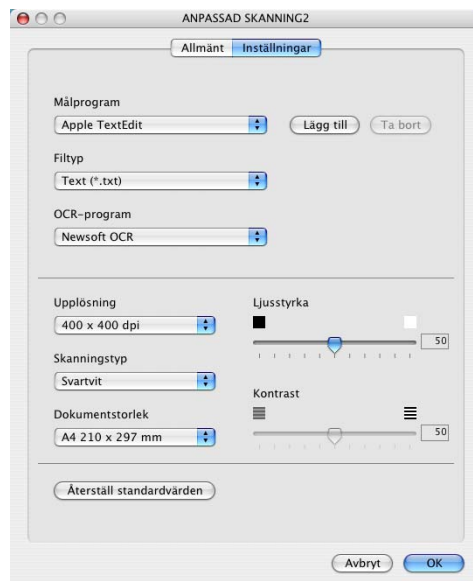 ANPASSAD SKANNING2
Allmänt Inställningar
Målprogram
Apple TextEdit Lägg till Ta bort
Filtyp
Text (*.txt)
OCR-program
Newsoft OCR
Upplösning Ljusstyrka
400 x 400 dpi
50
Skanningstyp
Svartvit
Kontrast
Dokumentstorlek
A4 210 x 297 mm 50
Återställ standardvärden
Avbryt OK